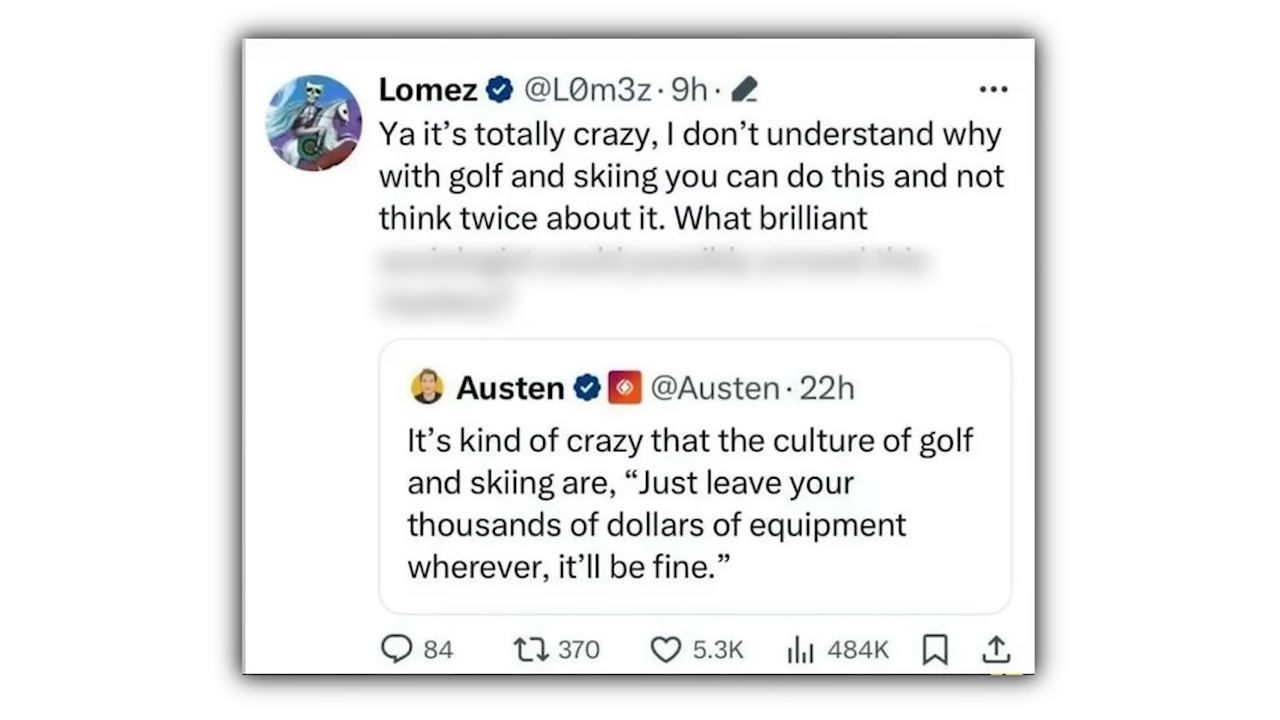 Lomez @L0m3z · 9h ·
Ya it’s totally crazy, I don’t understand why
with golf and skiing you can do this and not
think twice about it. What brilliant
Austen @Austen · 22h
It’s kind of crazy that the culture of golf
and skiing are, “Just leave your
thousands of dollars of equipment
wherever, it’ll be fine.”
84 370 5.3K 484K